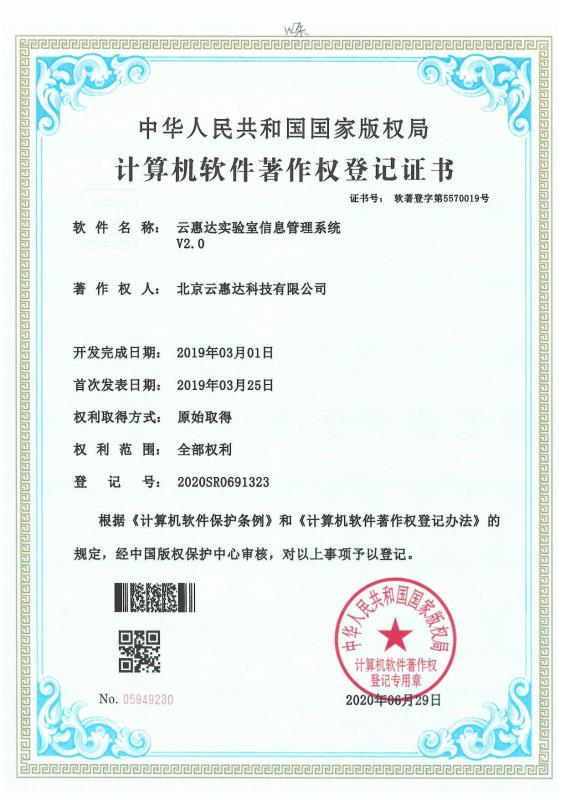 中华人民共和国国家版权局
计算机软件著作权登记证书
证书号： 软著登字第5570019号
软件名称： 云惠达实验室信息管理系统
V2.0
著作权人： 北京云惠达科技有限公司
开发完成日期： 2019年03月01日
首次发表日期： 2019年03月25日
权利取得方式： 原始取得
权利范围： 全部权利
登记号： 2020SR0691323
根据《计算机软件保护条例》和《计算机软件著作权登记办法》的
规定，经中国版权保护中心审核，对以上事项予以登记。
中华人民共和国国家版权局
计算机软件著作权
登记专用章
No. 05949230
2020年06月29日